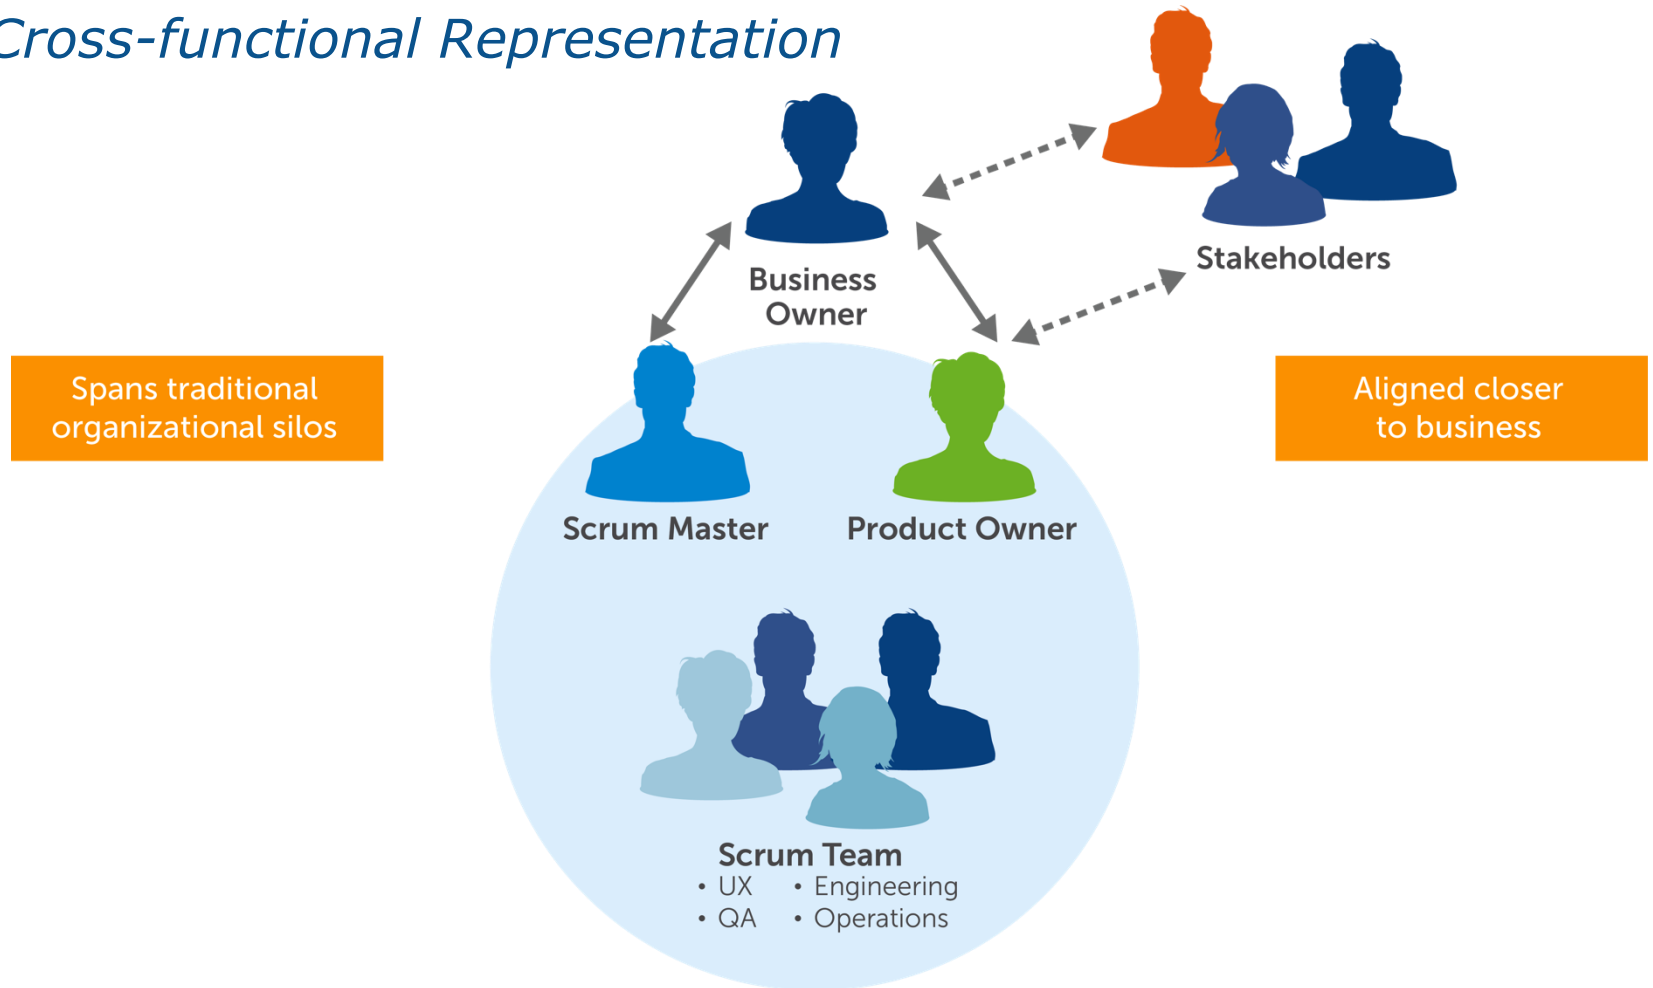 Cross-functional Representation
Business
Owner
Stakeholders
Spans traditional
organizational silos
Aligned closer
to business
Scrum Master
Product Owner
Scrum Team
• UX • Engineering
• QA • Operations